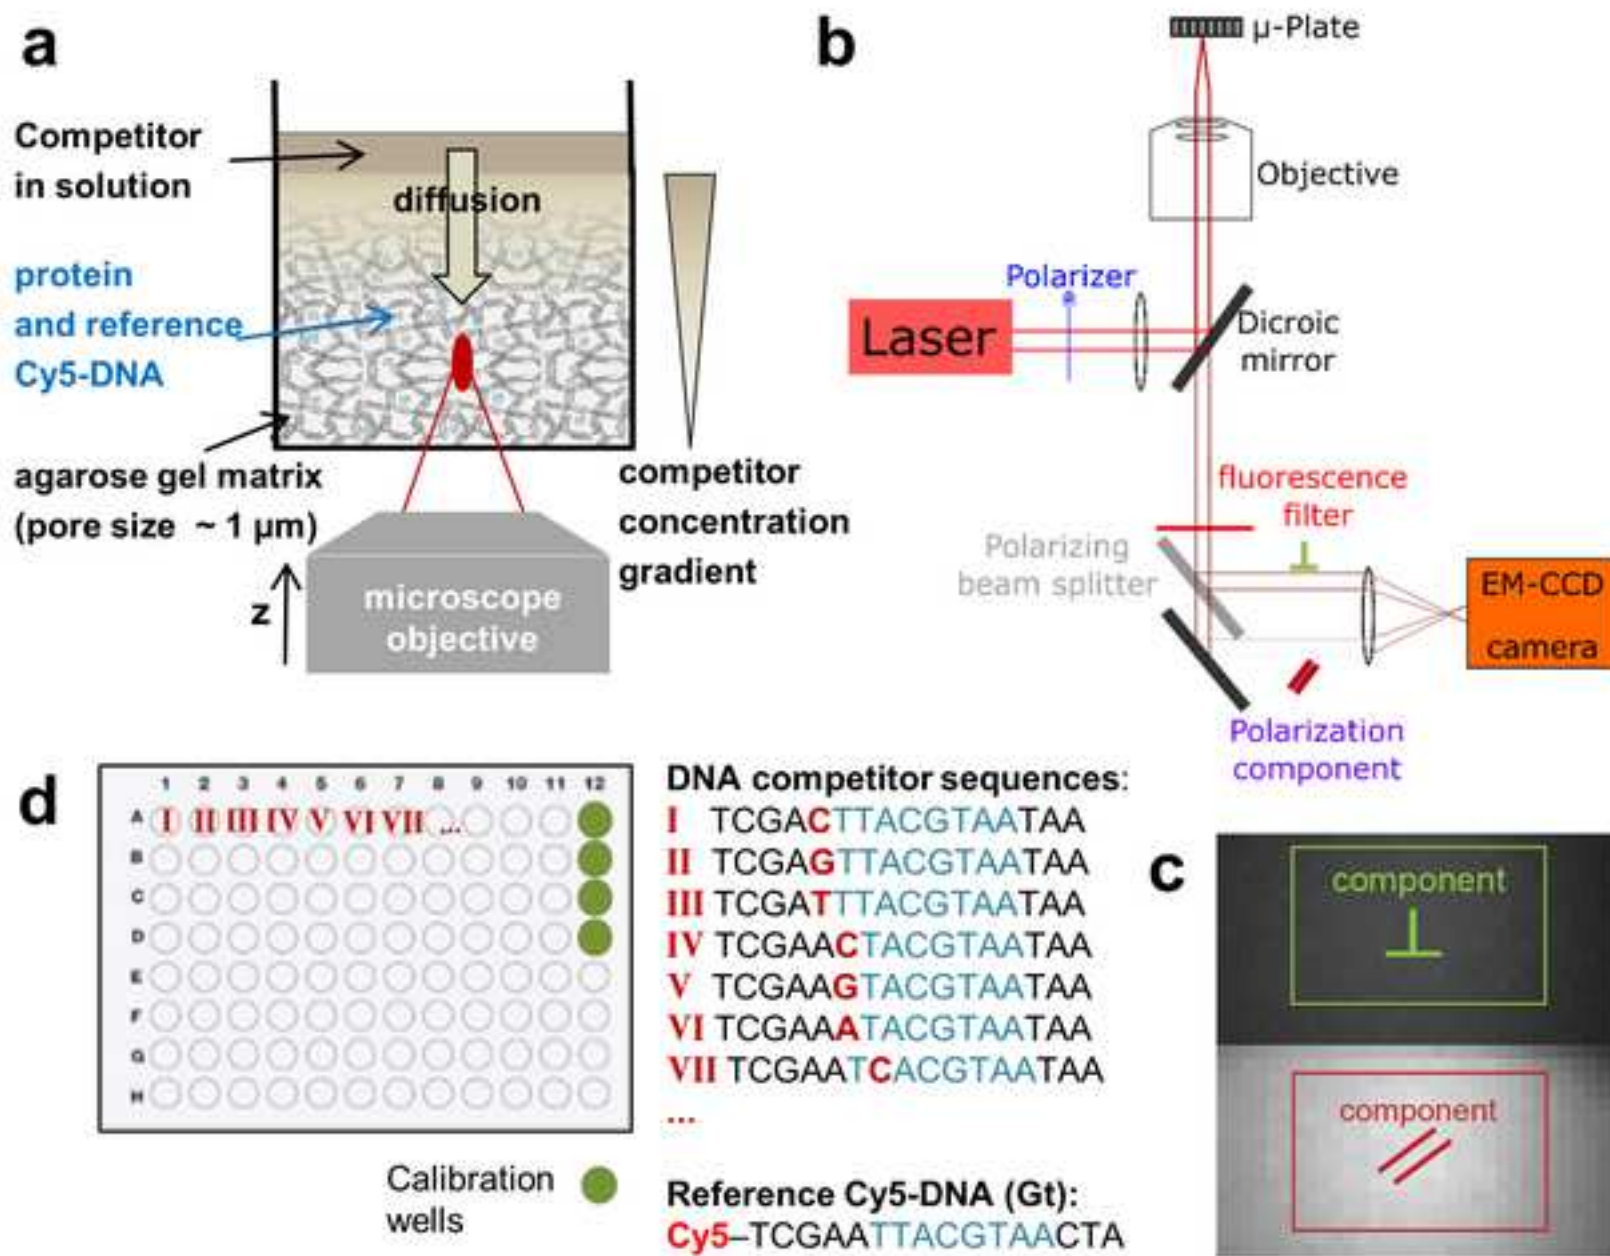 a
Competitor
in solution
diffusion
protein
and reference
Cy5-DNA
agarose gel matrix
(pore size ~ 1 µm)
z
microscope
objective
competitor
concentration
gradient
b
µ-Plate
Objective
Polarizer
Laser
Dicroic
mirror
fluorescence
filter
Polarizing
beam splitter
EM-CCD
camera
Polarization
component
d
1 2 3 4 5 6 7 8 9 10 11 12
A I II III IV V VI VII ...
B
C
D
E
F
G
H
Calibration
wells
DNA competitor sequences:
I TCGACTTACGTAATAA
II TCGAGTTACGTAATAA
III TCGATTTACGTAATAA
IV TCGAACTACGTAATAA
V TCGAAGTACGTAATAA
VI TCGAAATACGTAATAA
VII TCGAATCACGTAATAA
...
Reference Cy5-DNA (Gt):
Cy5–TCGAATTACGTAACTA
c
component
component